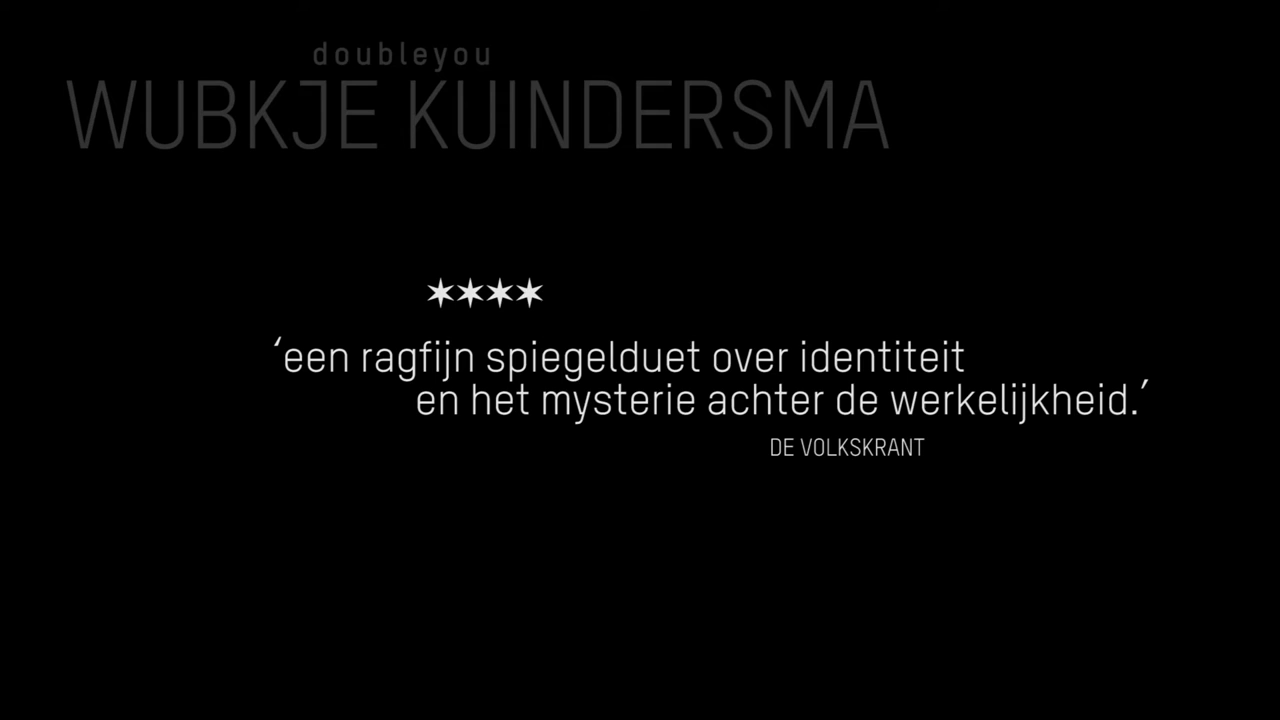 doubleyou
WUBKJE KUINDERSMA
✶✶✶✶
‘een ragfijn spiegelduet over identiteit
en het mysterie achter de werkelijkheid.’
DE VOLKSKRANT